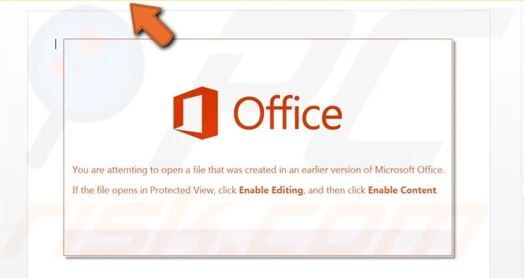 Office
You are attemting to open a file that was created in an earlier version of Microsoft Office.
If the file opens in Protected View, click Enable Editing, and then click Enable Content.
PC
risk.com